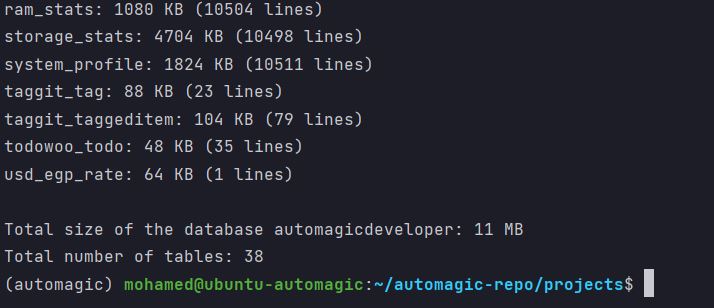 ram_stats: 1080 KB (10504 lines)
storage_stats: 4704 KB (10498 lines)
system_profile: 1824 KB (10511 lines)
taggit_tag: 88 KB (23 lines)
taggit_taggeditem: 104 KB (79 lines)
todowoo_todo: 48 KB (35 lines)
usd_egp_rate: 64 KB (1 lines)
Total size of the database automagicdeveloper: 11 MB
Total number of tables: 38
(automagic) mohamed@ubuntu-automagic:~/automagic-repo/projects$